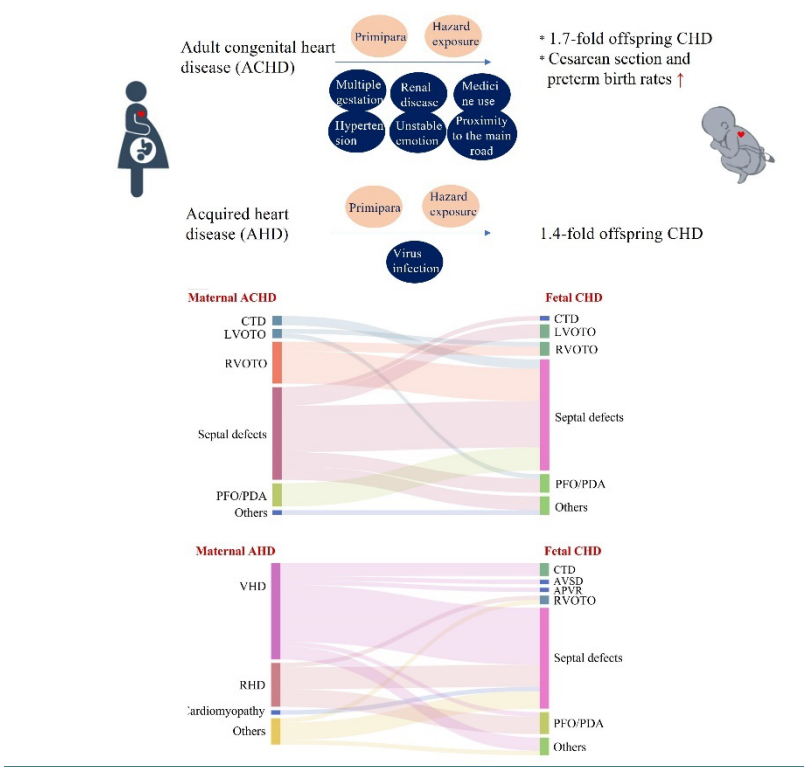 Primipara
Hazard
exposure
Adult congenital heart
disease (ACHD)
* 1.7-fold offspring CHD
* Cesarean section and
preterm birth rates ↑
Multiple
gestation
Renal
disease
Medici
ne use
Hyperten
sion
Unstable
emotion
Proximity
to the main
road
Acquired heart
disease (AHD)
Primipara
Hazard
exposure
1.4-fold offspring CHD
Virus
infection
Maternal ACHD
Fetal CHD
CTD
LVOTO
RVOTO
Septal defects
PFO/PDA
Others
CTD
LVOTO
RVOTO
Septal defects
PFO/PDA
Others
Maternal AHD
Fetal CHD
VHD
RHD
Cardiomyopathy
Others
CTD
AVSD
APVR
RVOTO
Septal defects
PFO/PDA
Others